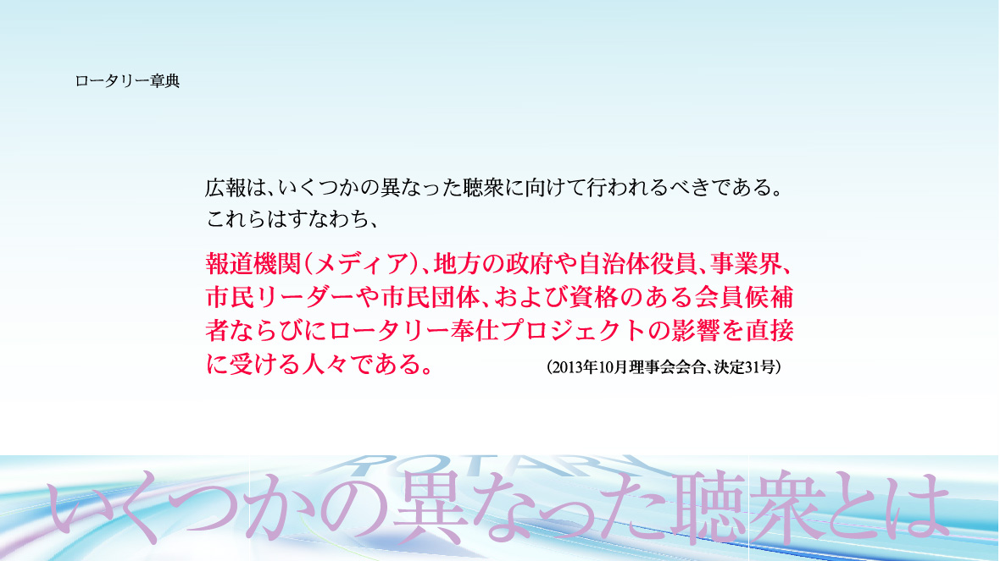 ロータリー章典
広報は、いくつかの異なった聴衆に向けて行われるべきである。
これらはすなわち、
報道機関（メディア）、地方の政府や自治体役員、事業界、
市民リーダーや市民団体、および資格のある会員候補
者ならびにロータリー奉仕プロジェクトの影響を直接
に受ける人々である。
（2013年10月理事会会合、決定31号）
ROTARY
いくつかの異なった聴衆とは